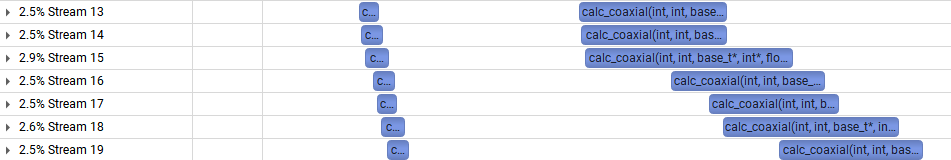 2.5% Stream 13 c... calc_coaxial(int, int, base...
2.5% Stream 14 c... calc_coaxial(int, int, bas...
2.9% Stream 15 c... calc_coaxial(int, int, base_t*, int*, flo...
2.5% Stream 16 c... calc_coaxial(int, int, base_...
2.5% Stream 17 c... calc_coaxial(int, int, b...
2.6% Stream 18 c... calc_coaxial(int, int, base_t*, in...
2.5% Stream 19 c... calc_coaxial(int, int, bas...